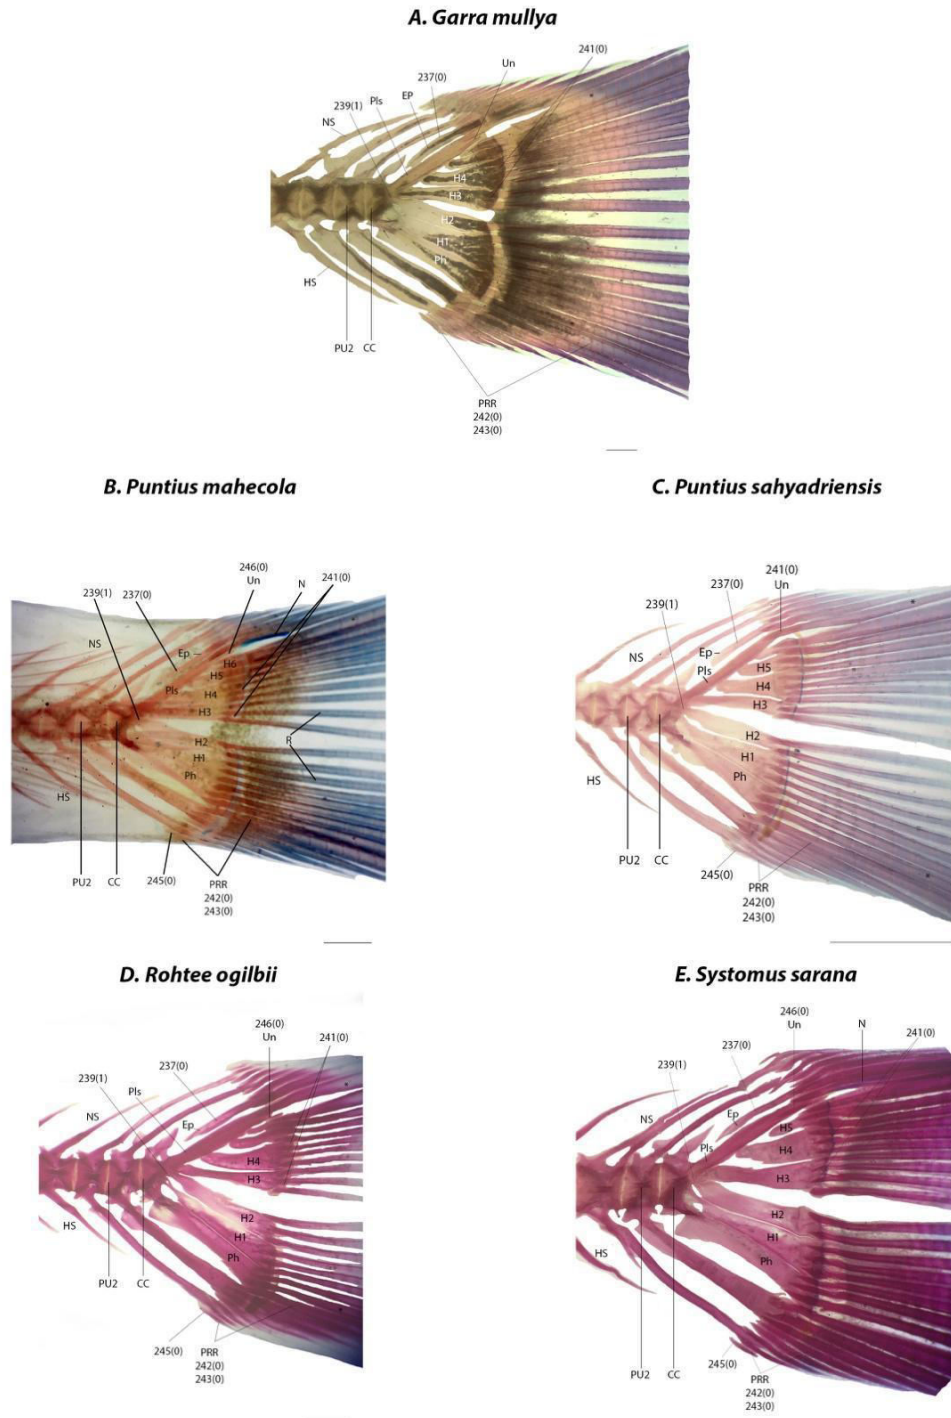 A. Garra mullya
241(0)
Un
237(0)
EP
Pls
239(1)
NS
H4
H3
H2
H1
Ph
HS
PU2 CC
PRR
242(0)
243(0)
B. Puntius mahecola
246(0)
Un
N
241(0)
239(1)
237(0)
NS
Ep
H6
H5
Pls
H4
H3
H2
H1
Ph
R
HS
PU2
CC
245(0)
PRR
242(0)
243(0)
C. Puntius sahyadriensis
241(0)
Un
237(0)
239(1)
NS
Ep
Pls
H5
H4
H3
H2
H1
Ph
HS
PU2
CC
245(0)
PRR
242(0)
243(0)
D. Rohtee ogilbii
246(0)
Un
241(0)
237(0)
239(1)
Pls
NS
Ep
H4
H3
H2
H1
Ph
HS
PU2
CC
245(0)
PRR
242(0)
243(0)
E. Systomus sarana
246(0)
Un
N
241(0)
237(0)
239(1)
NS
Ep
Pls
H5
H4
H3
H2
H1
Ph
HS
PU2
CC
245(0)
PRR
242(0)
243(0)